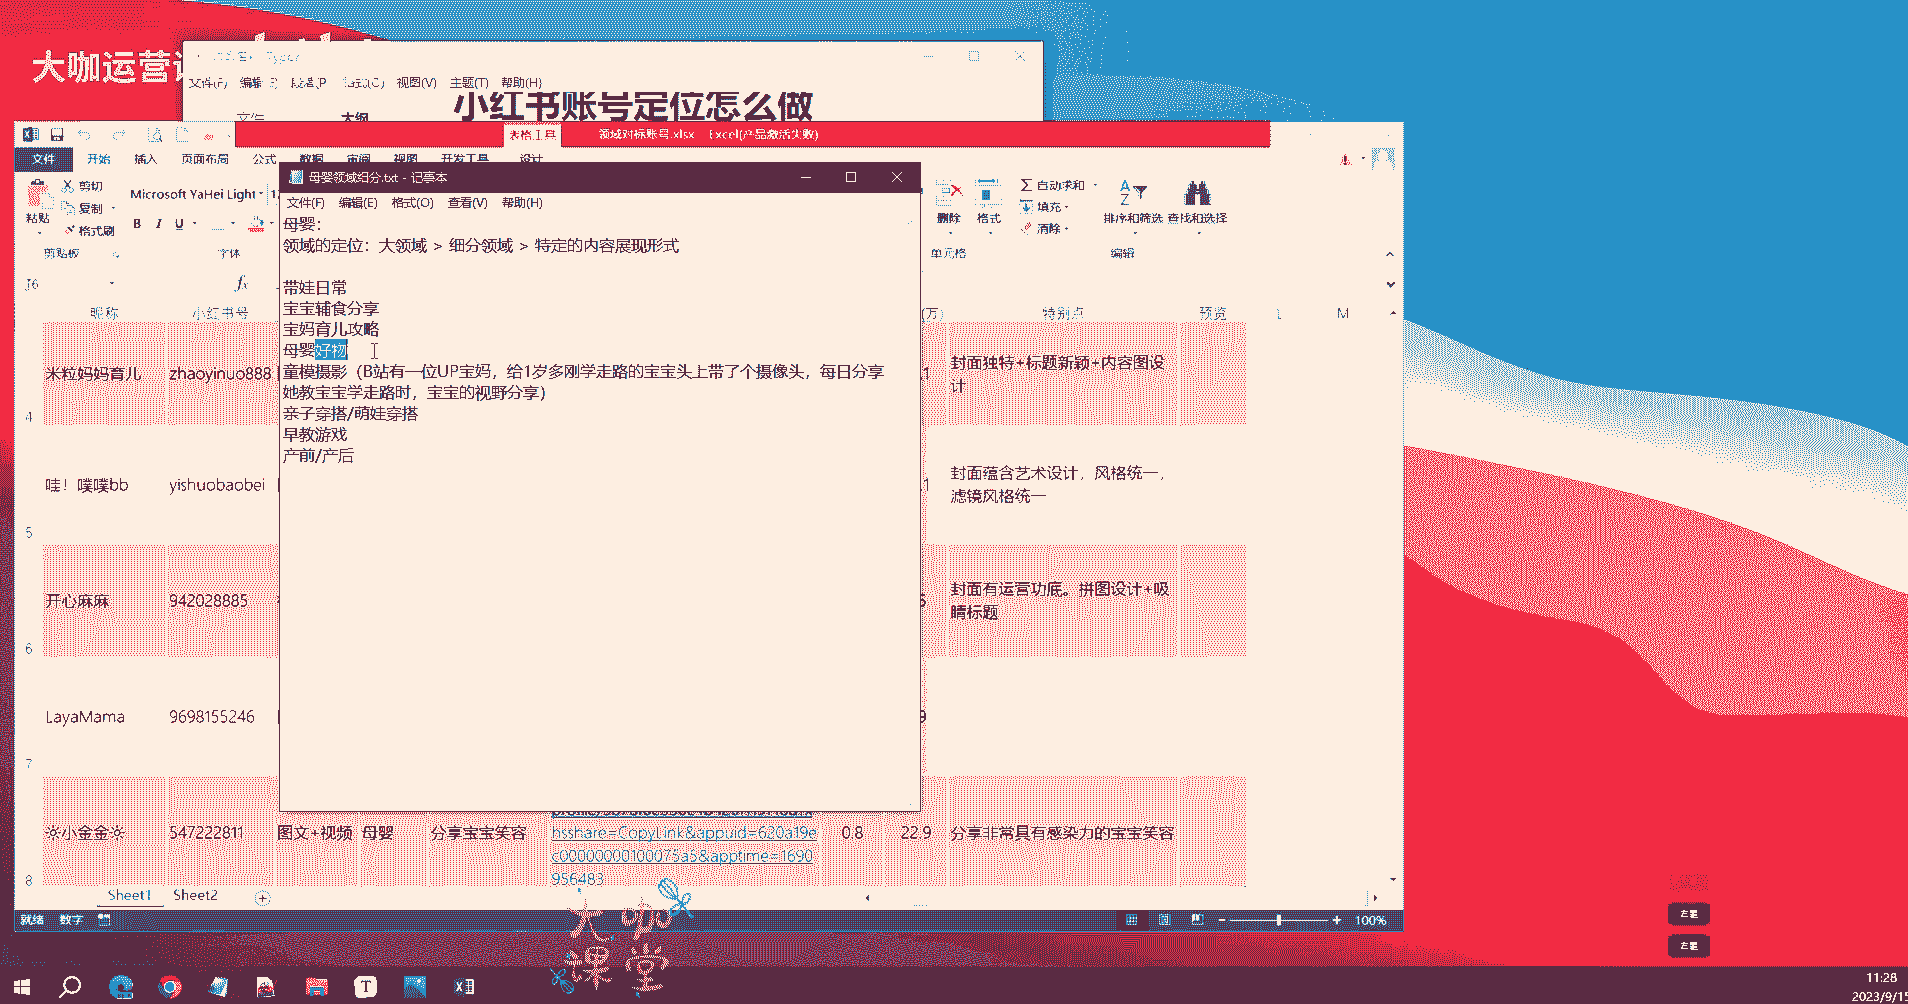 大咖运营
文件(F) 编辑 视图(V) 主题(T) 帮助(H)
文件 大纲
小红书账号定位怎么做
表格工具 领域对标账号.xlsx - Excel(产品激活失败)
文件 开始 插入 页面布局 公式 数据 审阅 视图 开发工具 设计
粘贴 剪切 复制 格式刷
剪贴板
Microsoft YaHei Light
B I U
字体
删除 格式
单元格
自动求和 填充 清除
排序和筛选 查找和选择
编辑
J6 fx
昵称 小红书号 (万) 特别点 预览 L M
母婴领域细分.txt - 记事本
文件(F) 编辑(E) 格式(O) 查看(V) 帮助(H)
母婴：
领域的定位：大领域 > 细分领域 > 特定的内容展现形式
带娃日常
宝宝辅食分享
宝妈育儿攻略
母婴好物
童模摄影（B站有一位UP宝妈，给1岁多刚学走路的宝宝头上带了个摄像头，每日分享
她教宝宝学走路时，宝宝的视野分享）
亲子穿搭/萌娃穿搭
早教游戏
产前/产后
米粒妈妈育儿 zhaoyinuo888 封面独特+标题新颖+内容图设
计
4
哇！噗噗bb yishuobaobei 封面蕴含艺术设计，风格统一，
滤镜风格统一
5
开心麻麻 942028885 封面有运营功底。拼图设计+吸
睛标题
6
LayaMama 9698155246
7
☼小金金☼ 547222811 图文+视频 母婴 分享宝宝笑容 hsshare=CopyLink&appuid=620a19e 0.8 22.9 分享非常具有感染力的宝宝笑容
c00000000100075a5&apptime=1690
956483
8
Sheet1 Sheet2
就绪 数字 100%
大咖
课堂
左键
左键
11:28
2023/9/15